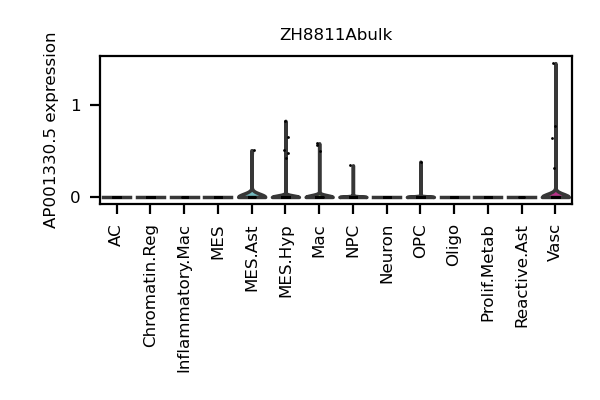 ZH8811Abulk
AP001330.5 expression
1
0
AC
Chromatin.Reg
Inflammatory.Mac
MES
MES.Ast
MES.Hyp
Mac
NPC
Neuron
OPC
Oligo
Prolif.Metab
Reactive.Ast
Vasc